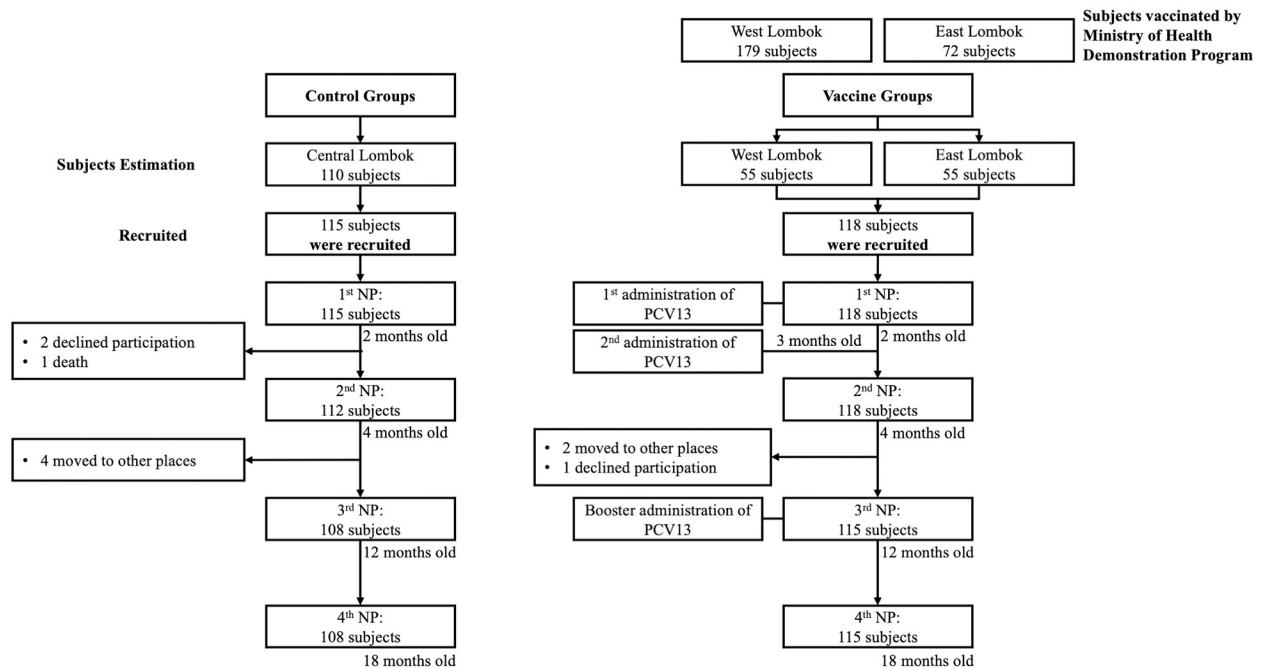 West Lombok
179 subjects
East Lombok
72 subjects
Subjects vaccinated by
Ministry of Health
Demonstration Program
Control Groups
Vaccine Groups
Subjects Estimation
Central Lombok
110 subjects
West Lombok
55 subjects
East Lombok
55 subjects
Recruited
115 subjects
were recruited
118 subjects
were recruited
1st NP:
115 subjects
2 months old
1st administration of
PCV13
1st NP:
118 subjects
2 months old
• 2 declined participation
• 1 death
2nd administration of
PCV13
3 months old
2nd NP:
112 subjects
4 months old
2nd NP:
118 subjects
4 months old
• 4 moved to other places
• 2 moved to other places
• 1 declined participation
3rd NP:
108 subjects
12 months old
Booster administration of
PCV13
3rd NP:
115 subjects
12 months old
4th NP:
108 subjects
18 months old
4th NP:
115 subjects
18 months old